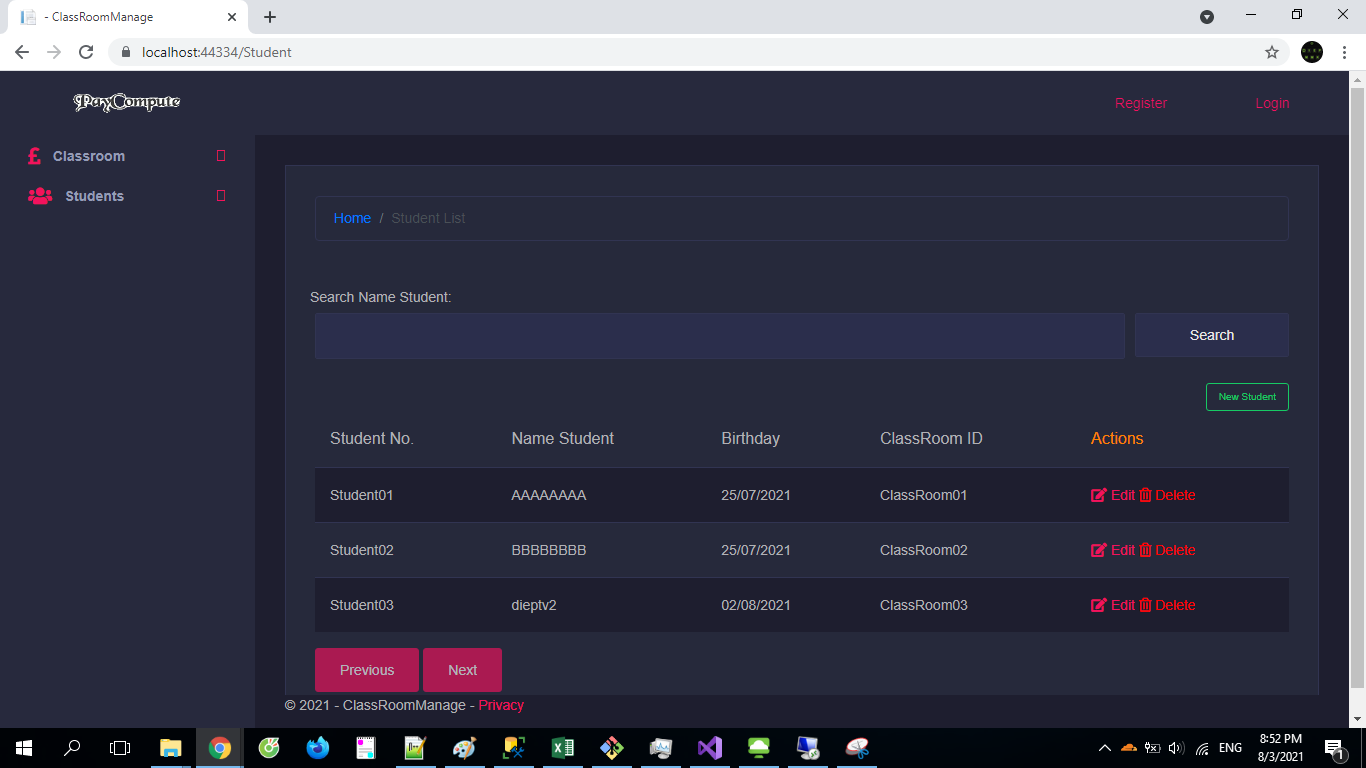 - ClassRoomManage
localhost:44334/Student
PayCompute
Register
Login
Classroom
Students
Home / Student List
Search Name Student:
Search
New Student
Student No. Name Student Birthday ClassRoom ID Actions
Student01 AAAAAAAA 25/07/2021 ClassRoom01 Edit Delete
Student02 BBBBBBBB 25/07/2021 ClassRoom02 Edit Delete
Student03 dieptv2 02/08/2021 ClassRoom03 Edit Delete
Previous Next
© 2021 - ClassRoomManage - Privacy
ENG
8:52 PM
8/3/2021
1